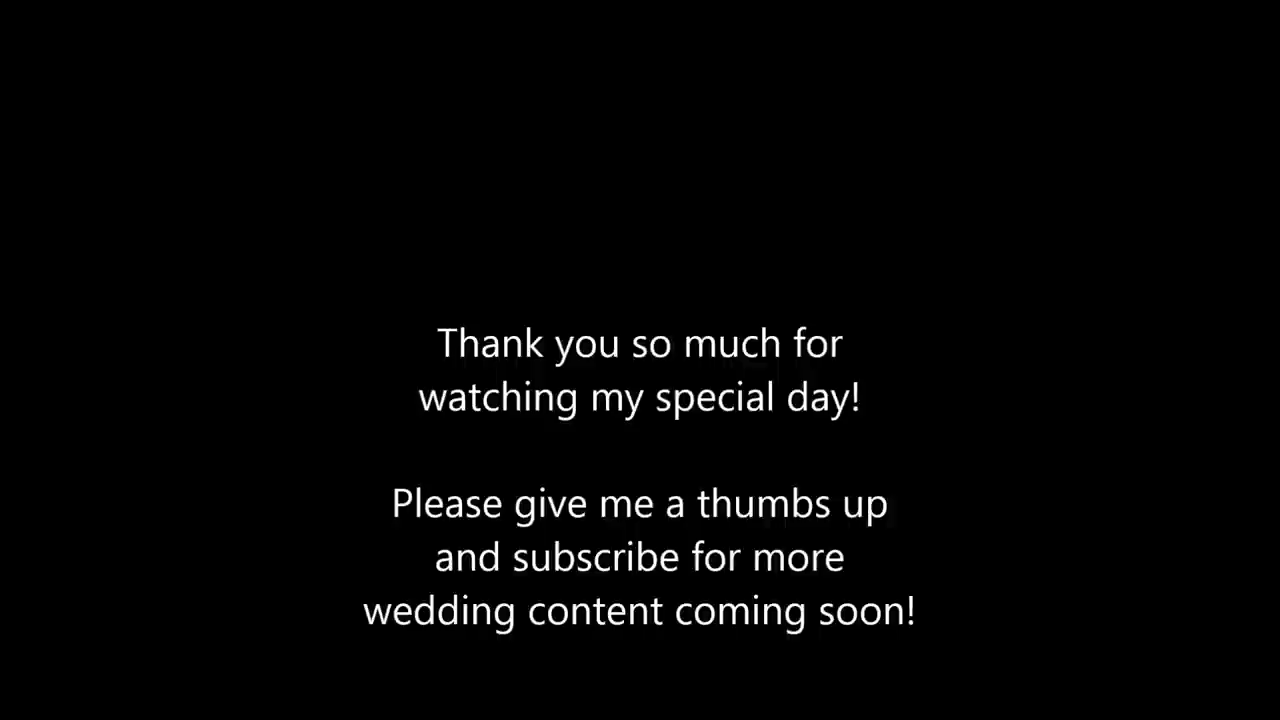 Thank you so much for
watching my special day!
Please give me a thumbs up
and subscribe for more
wedding content coming soon!